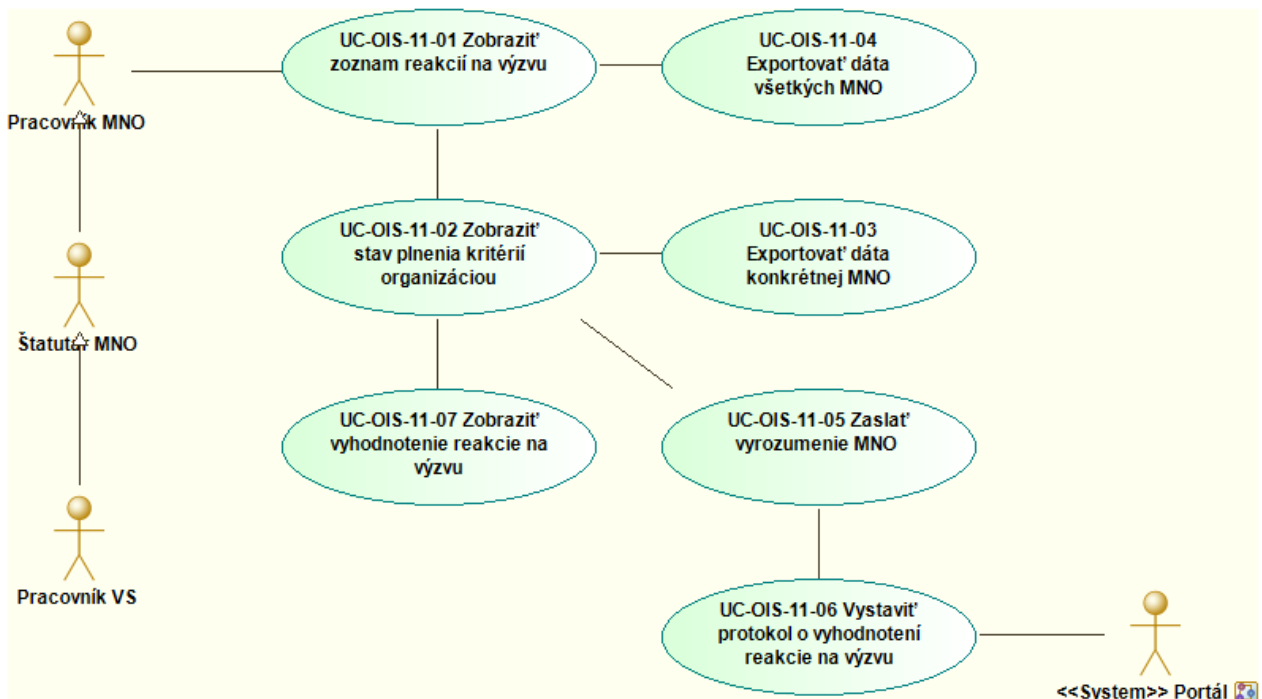 UC-OIS-11-01 Zobraziť
zoznam reakcií na výzvu
UC-OIS-11-04
Exportovať dáta
všetkých MNO
Pracovník MNO
UC-OIS-11-02 Zobraziť
stav plnenia kritérií
organizáciou
UC-OIS-11-03
Exportovať dáta
konkrétnej MNO
Štatutár MNO
UC-OIS-11-07 Zobraziť
vyhodnotenie reakcie na
výzvu
UC-OIS-11-05 Zaslať
vyrozumenie MNO
Pracovník VS
UC-OIS-11-06 Vystaviť
protokol o vyhodnotení
reakcie na výzvu
<<System>> Portál